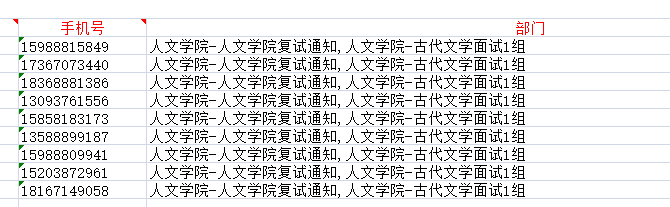 手机号 部门
15988815849 人文学院-人文学院复试通知,人文学院-古代文学面试1组
17367073440 人文学院-人文学院复试通知,人文学院-古代文学面试1组
18368881386 人文学院-人文学院复试通知,人文学院-古代文学面试1组
13093761556 人文学院-人文学院复试通知,人文学院-古代文学面试1组
15858183173 人文学院-人文学院复试通知,人文学院-古代文学面试1组
13588899187 人文学院-人文学院复试通知,人文学院-古代文学面试1组
15988809941 人文学院-人文学院复试通知,人文学院-古代文学面试1组
15203872961 人文学院-人文学院复试通知,人文学院-古代文学面试1组
18167149058 人文学院-人文学院复试通知,人文学院-古代文学面试1组